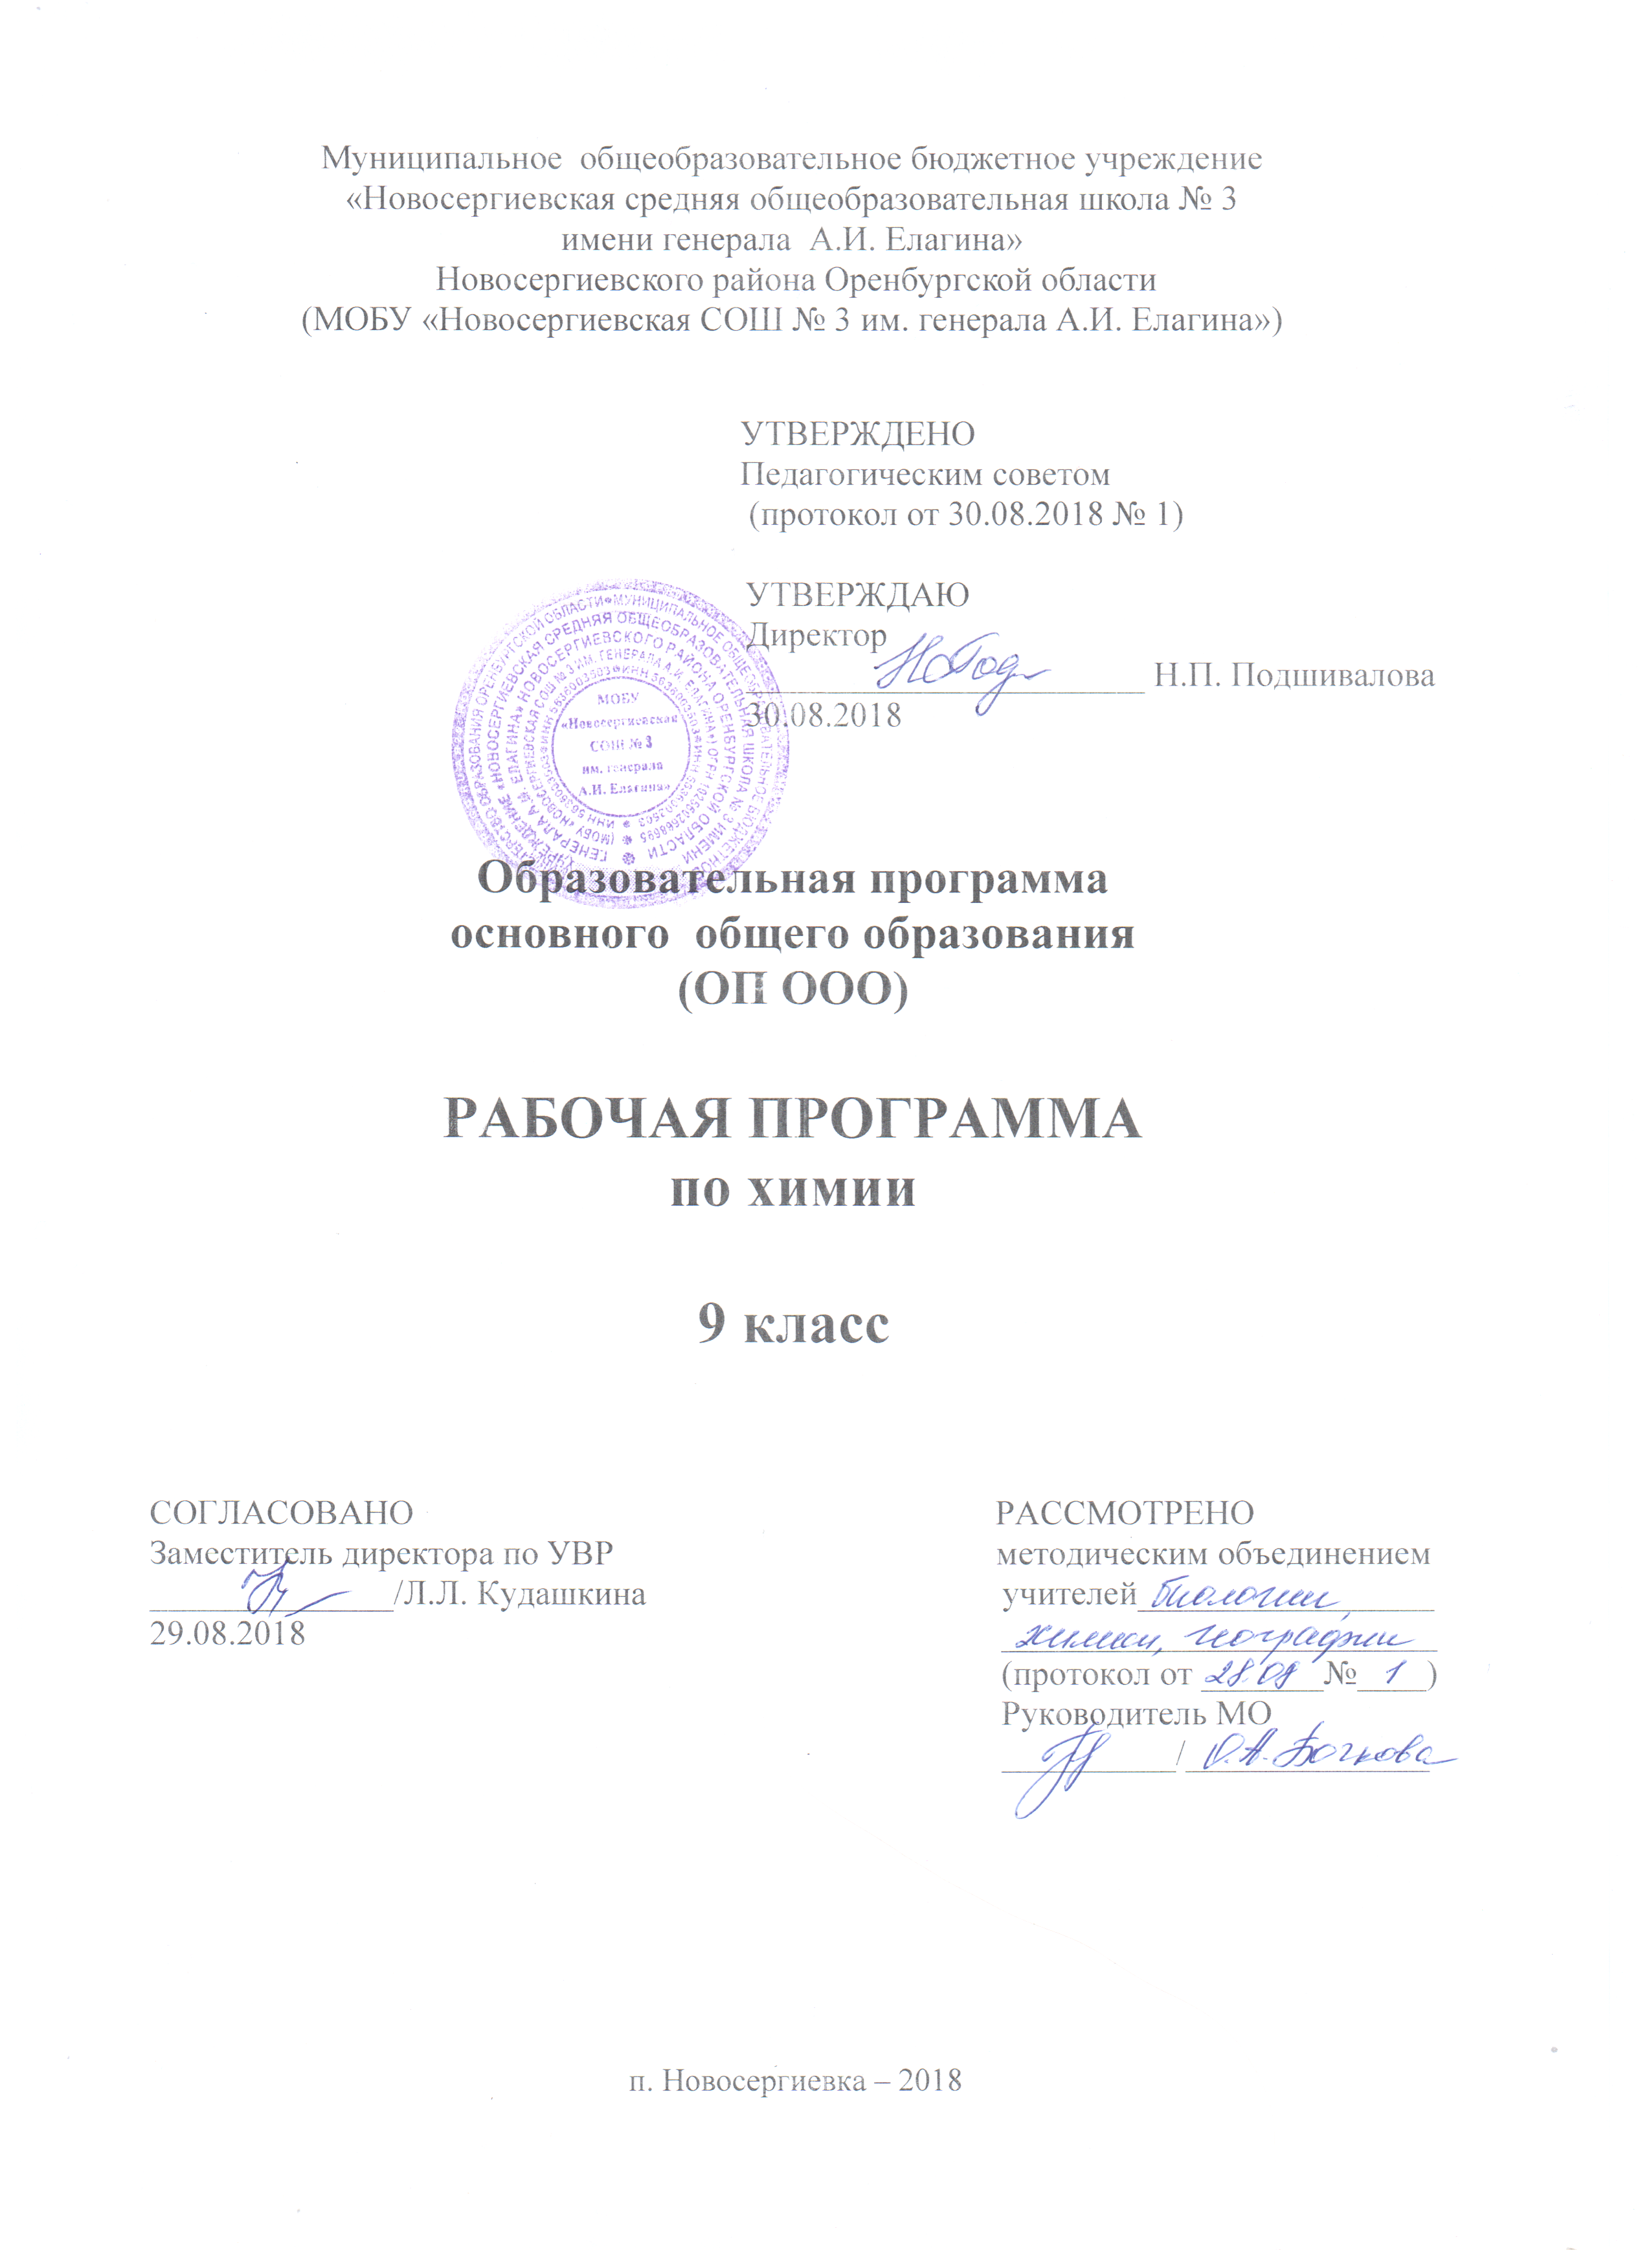 Муниципальное общеобразовательное бюджетное учреждение
«Новосергиевская средняя общеобразовательная школа № 3
имени генерала А.И. Елагина»
Новосергиевского района Оренбургской области
(МОБУ «Новосергиевская СОШ № 3 им. генерала А.И. Елагина»)
УТВЕРЖДЕНО
Педагогическим советом
(протокол от 30.08.2018 № 1)
УТВЕРЖДАЮ
Директор
Н.П. Подшивалова
30.08.2018
МОБУ
«Новосергиевская
СОШ № 3
им. генерала
А.И. Елагина»
Образовательная программа
основного общего образования
(ОП ООО)
РАБОЧАЯ ПРОГРАММА
по химии
9 класс
СОГЛАСОВАНО
Заместитель директора по УВР
/Л.Л. Кудашкина
29.08.2018
РАССМОТРЕНО
методическим объединением
учителей биологии,
химии, географии
(протокол от 28.08 № 1)
Руководитель МО
/ О.А. Бочкова
п. Новосергиевка – 2018